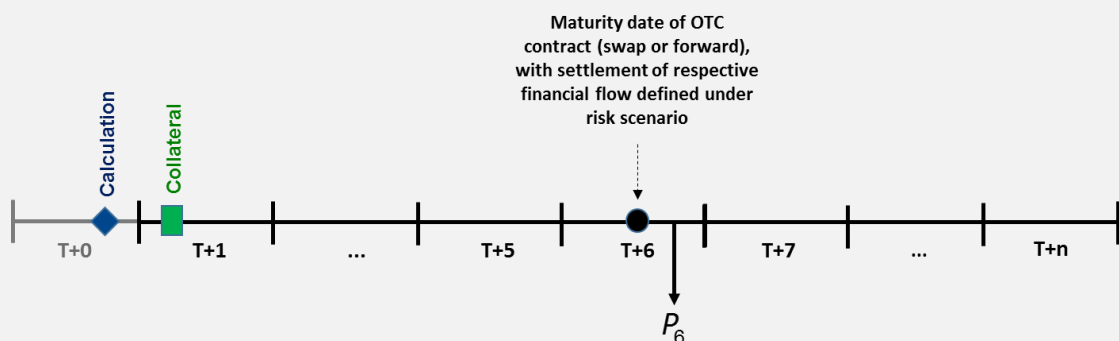 Maturity date of OTC
contract (swap or forward),
with settlement of respective
financial flow defined under
risk scenario
Calculation
Collateral
T+0
T+1
...
T+5
T+6
T+7
...
T+n
P6